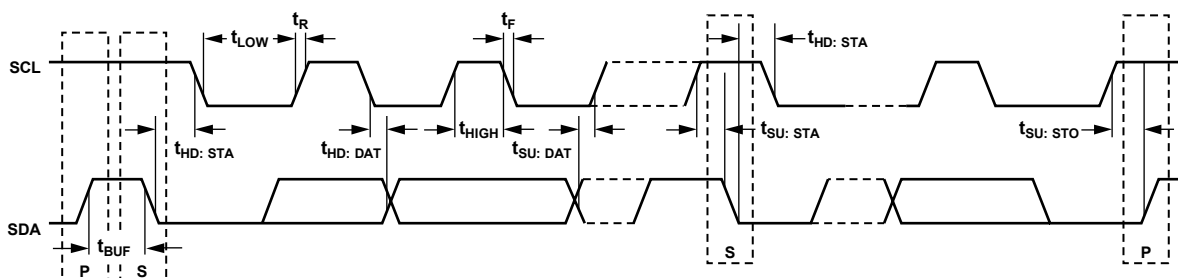 tR
tF
tLOW
tHD: STA
SCL
tHD: STA
tHD: DAT
tHIGH
tSU: DAT
tSU: STA
tSU: STO
SDA
tBUF
P
S
S
P